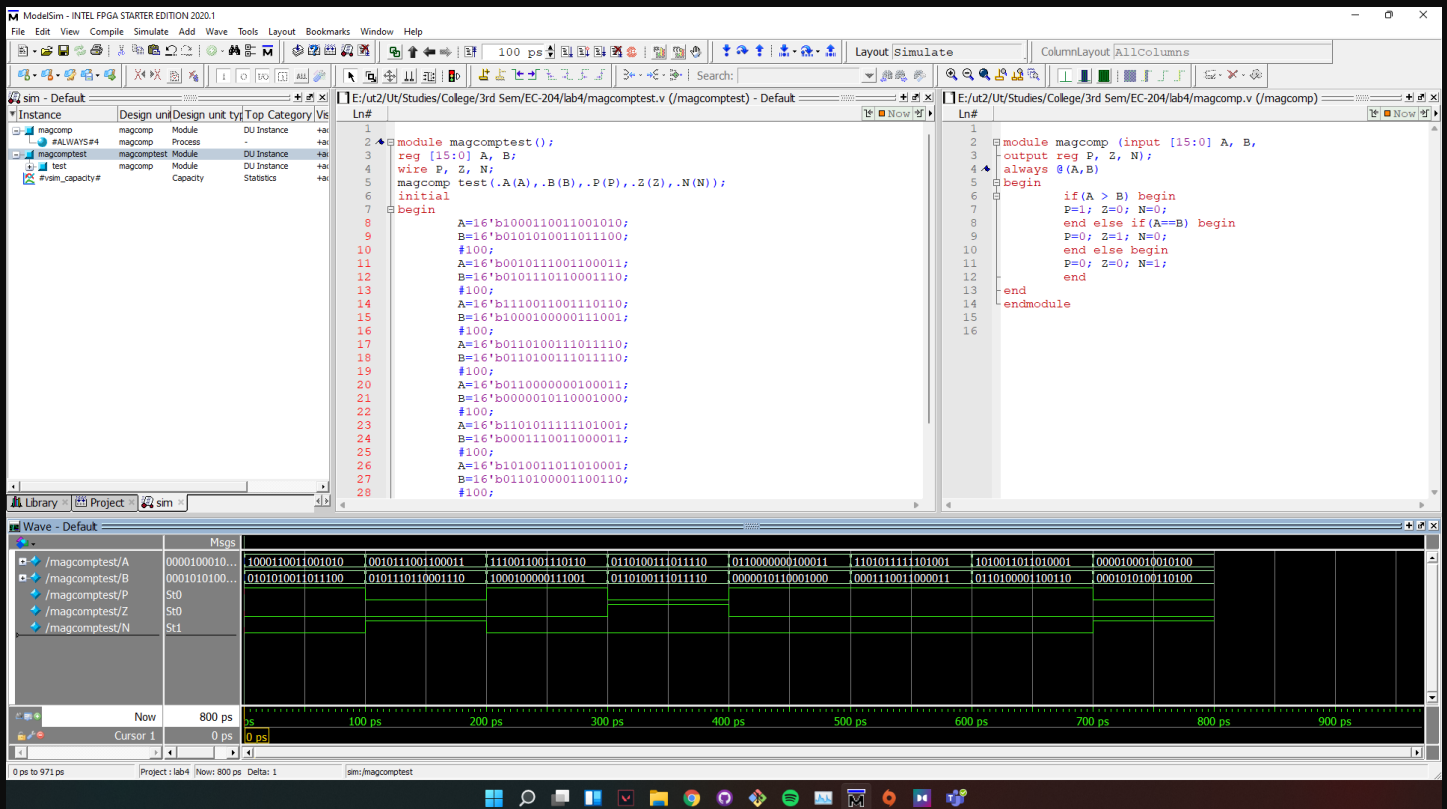 ModelSim - INTEL FPGA STARTER EDITION 2020.1
File Edit View Compile Simulate Add Wave Tools Layout Bookmarks Window Help
100 ps
Layout Simulate
ColumnLayout AllColumns
Search:
sim - Default
Instance Design unit Design unit typ Top Category Vis
magcomp magcomp Module DU Instance +ac
#ALWAYS#4 magcomp Process - +ac
magcomptest magcomptest Module DU Instance +ac
test magcomp Module DU Instance +ac
#vsim_capacity# Capacity Statistics +ac
Library Project sim
E:/ut2/Ut/Studies/College/3rd Sem/EC-204/lab4/magcomptest.v (/magcomptest) - Default
Ln# Now
1
2 module magcomptest();
3 reg [15:0] A, B;
4 wire P, Z, N;
5 magcomp test(.A(A),.B(B),.P(P),.Z(Z),.N(N));
6 initial
7 begin
8 A=16'b1000110011001010;
9 B=16'b0101010011011100;
10 #100;
11 A=16'b0010111001100011;
12 B=16'b0101110110001110;
13 #100;
14 A=16'b1110011001110110;
15 B=16'b1000100000111001;
16 #100;
17 A=16'b0110100111011110;
18 B=16'b0110100111011110;
19 #100;
20 A=16'b0110000000100011;
21 B=16'b0000010110001000;
22 #100;
23 A=16'b1101011111101001;
24 B=16'b0001110011000011;
25 #100;
26 A=16'b1010011011010001;
27 B=16'b0110100001100110;
28 #100;
E:/ut2/Ut/Studies/College/3rd Sem/EC-204/lab4/magcomp.v (/magcomp)
Ln# Now
1
2 module magcomp (input [15:0] A, B,
3 output reg P, Z, N);
4 always @(A,B)
5 begin
6 if(A > B) begin
7 P=1; Z=0; N=0;
8 end else if(A==B) begin
9 P=0; Z=1; N=0;
10 end else begin
11 P=0; Z=0; N=1;
12 end
13 end
14 endmodule
15
16
Wave - Default
Msgs
/magcomptest/A 0000100010... 1000110011001010 0010111001100011 1110011001110110 0110100111011110 0110000000100011 1101011111101001 1010011011010001 0000100010010100
/magcomptest/B 0001010100... 0101010011011100 0101110110001110 1000100000111001 0110100111011110 0000010110001000 0001110011000011 0110100001100110 0001010100110100
/magcomptest/P St0
/magcomptest/Z St0
/magcomptest/N St1
Now 800 ps ps 100 ps 200 ps 300 ps 400 ps 500 ps 600 ps 700 ps 800 ps 900 ps
Cursor 1 0 ps 0 ps
0 ps to 971 ps Project : lab4 Now: 800 ps Delta: 1 sim:/magcomptest